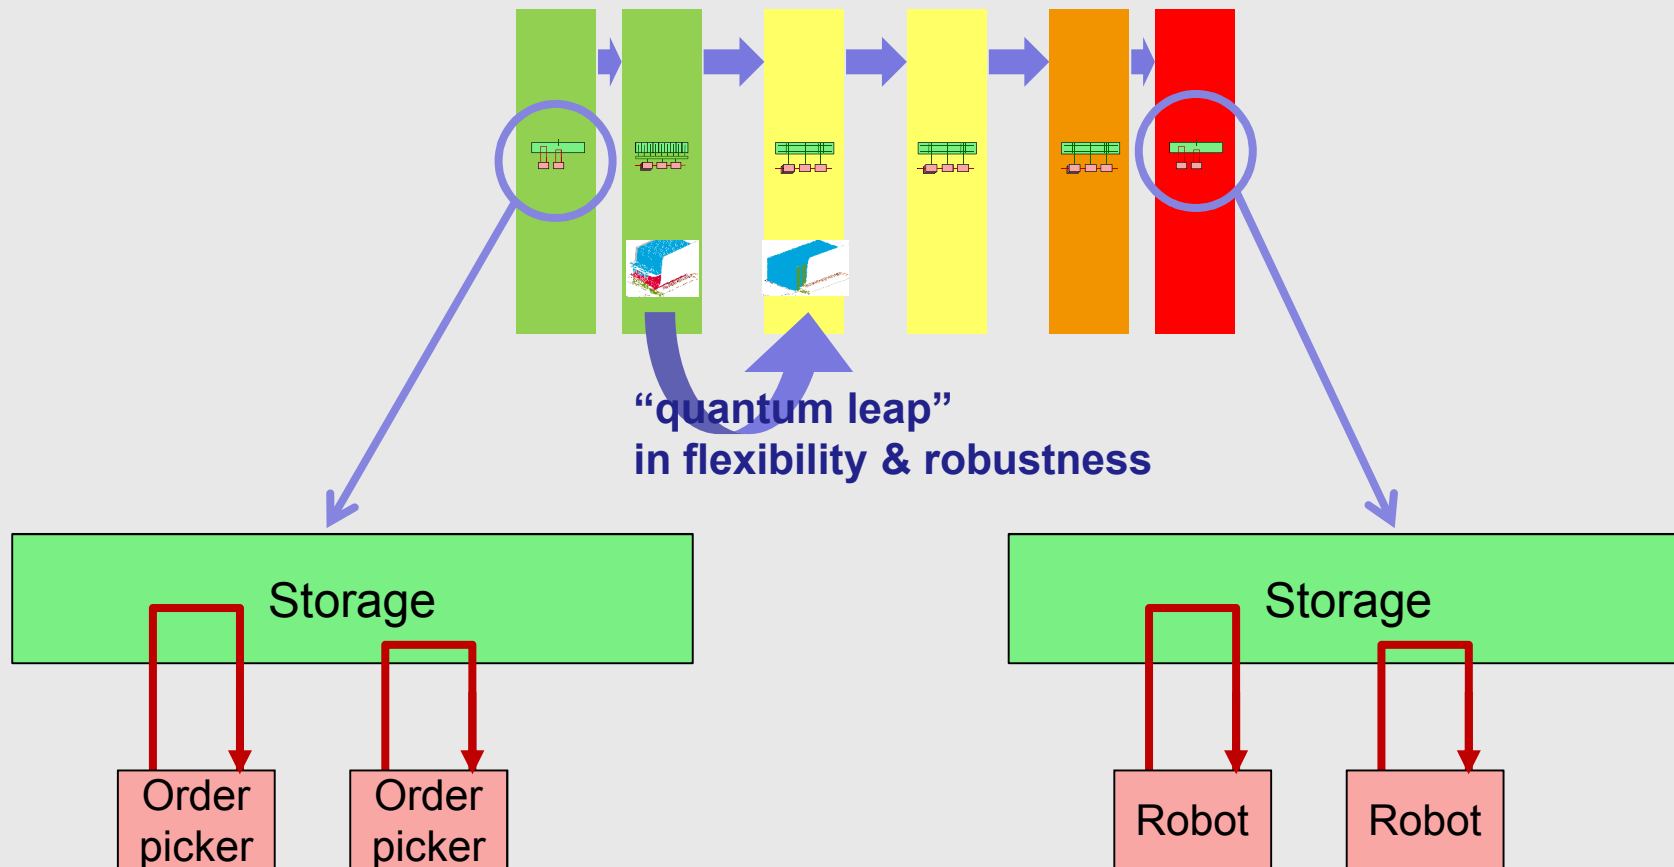 “quantum leap”
in flexibility & robustness
Storage
Storage
Order
picker
Order
picker
Robot
Robot